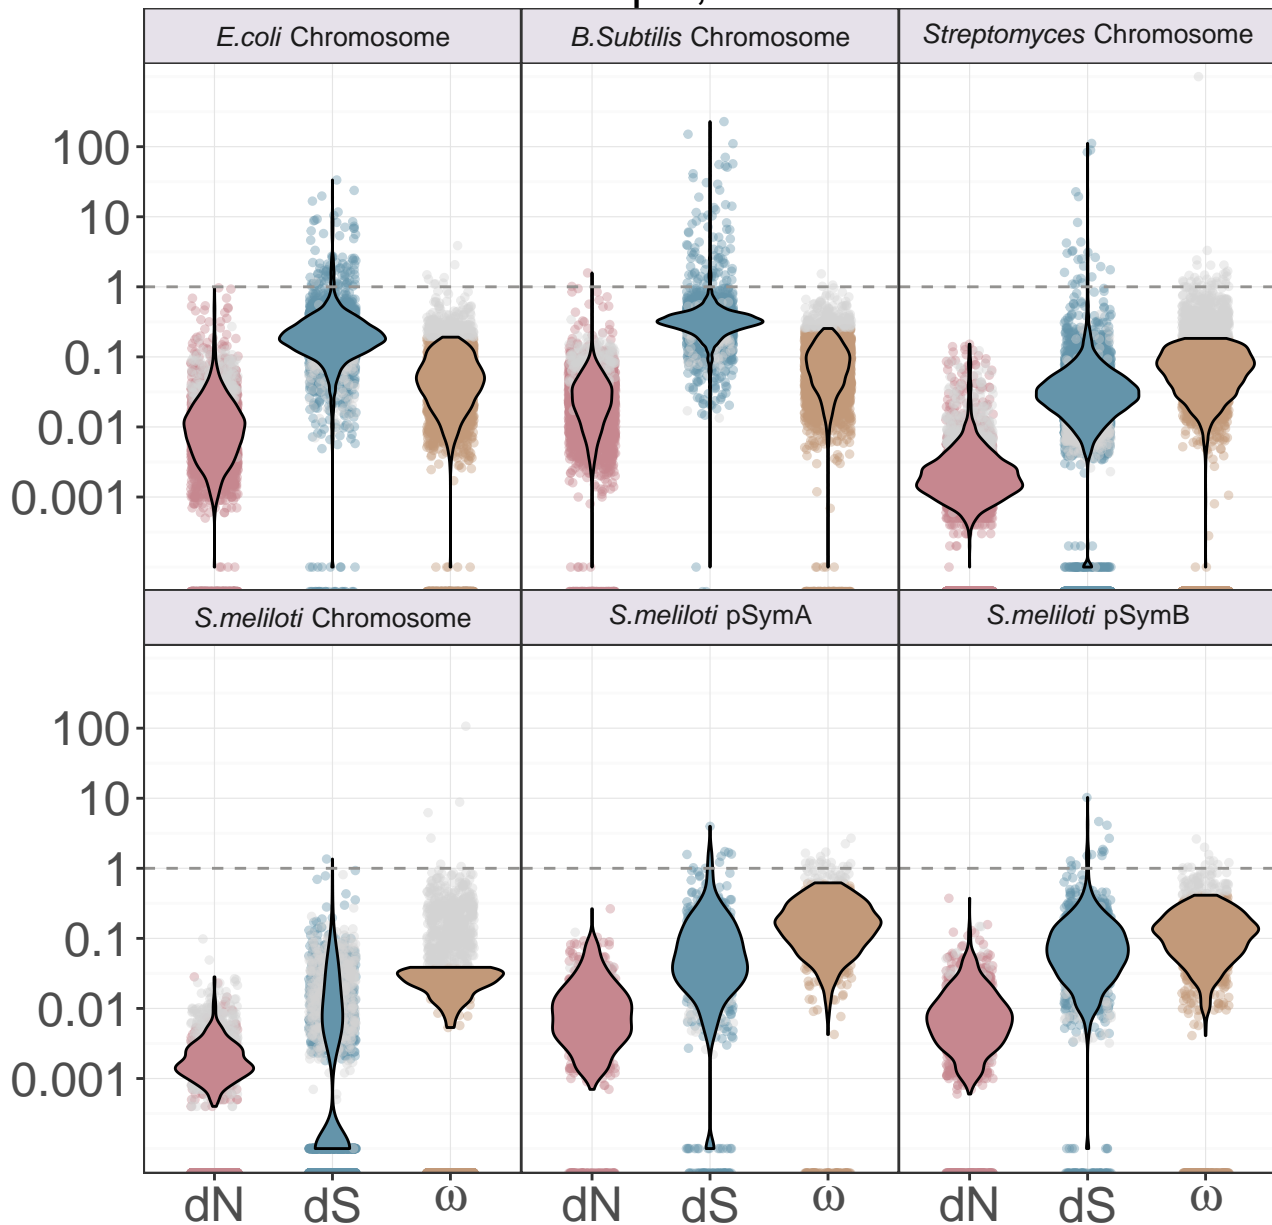 E.coli Chromosome
B.Subtilis Chromosome
Streptomyces Chromosome
100
10
1
0.1
0.01
0.001
S.meliloti Chromosome
S.meliloti pSymA
S.meliloti pSymB
100
10
1
0.1
0.01
0.001
dN dS ω dN dS ω dN dS ω